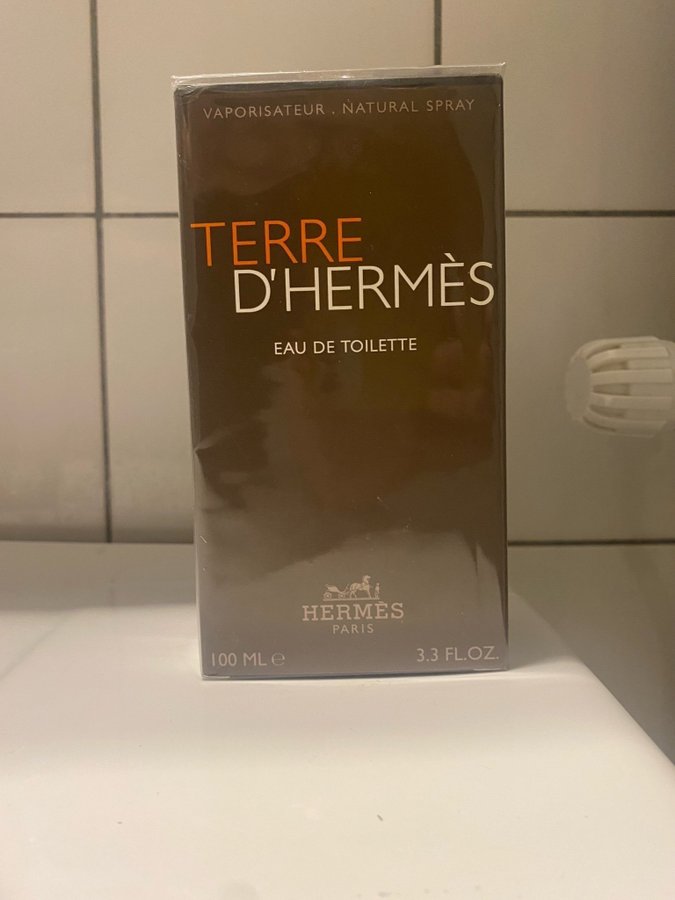 VAPORISATEUR . NATURAL SPRAY
TERRE
D'HERMÈS
EAU DE TOILETTE
HERMÈS
PARIS
100 ML ℮
3.3 FL.OZ.